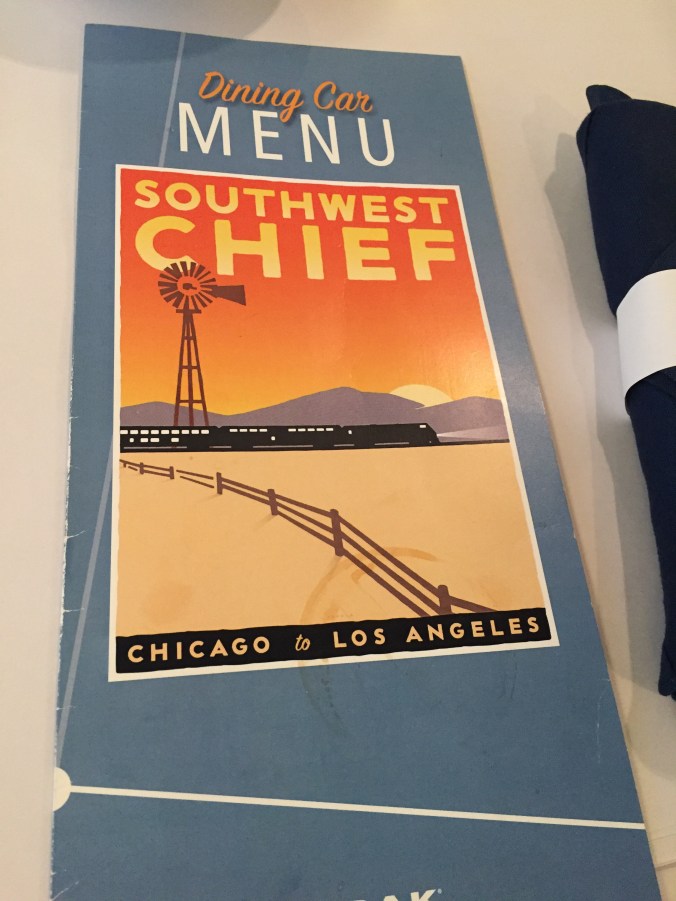 Dining Car
MENU
SOUTHWEST
CHIEF
CHICAGO to LOS ANGELES